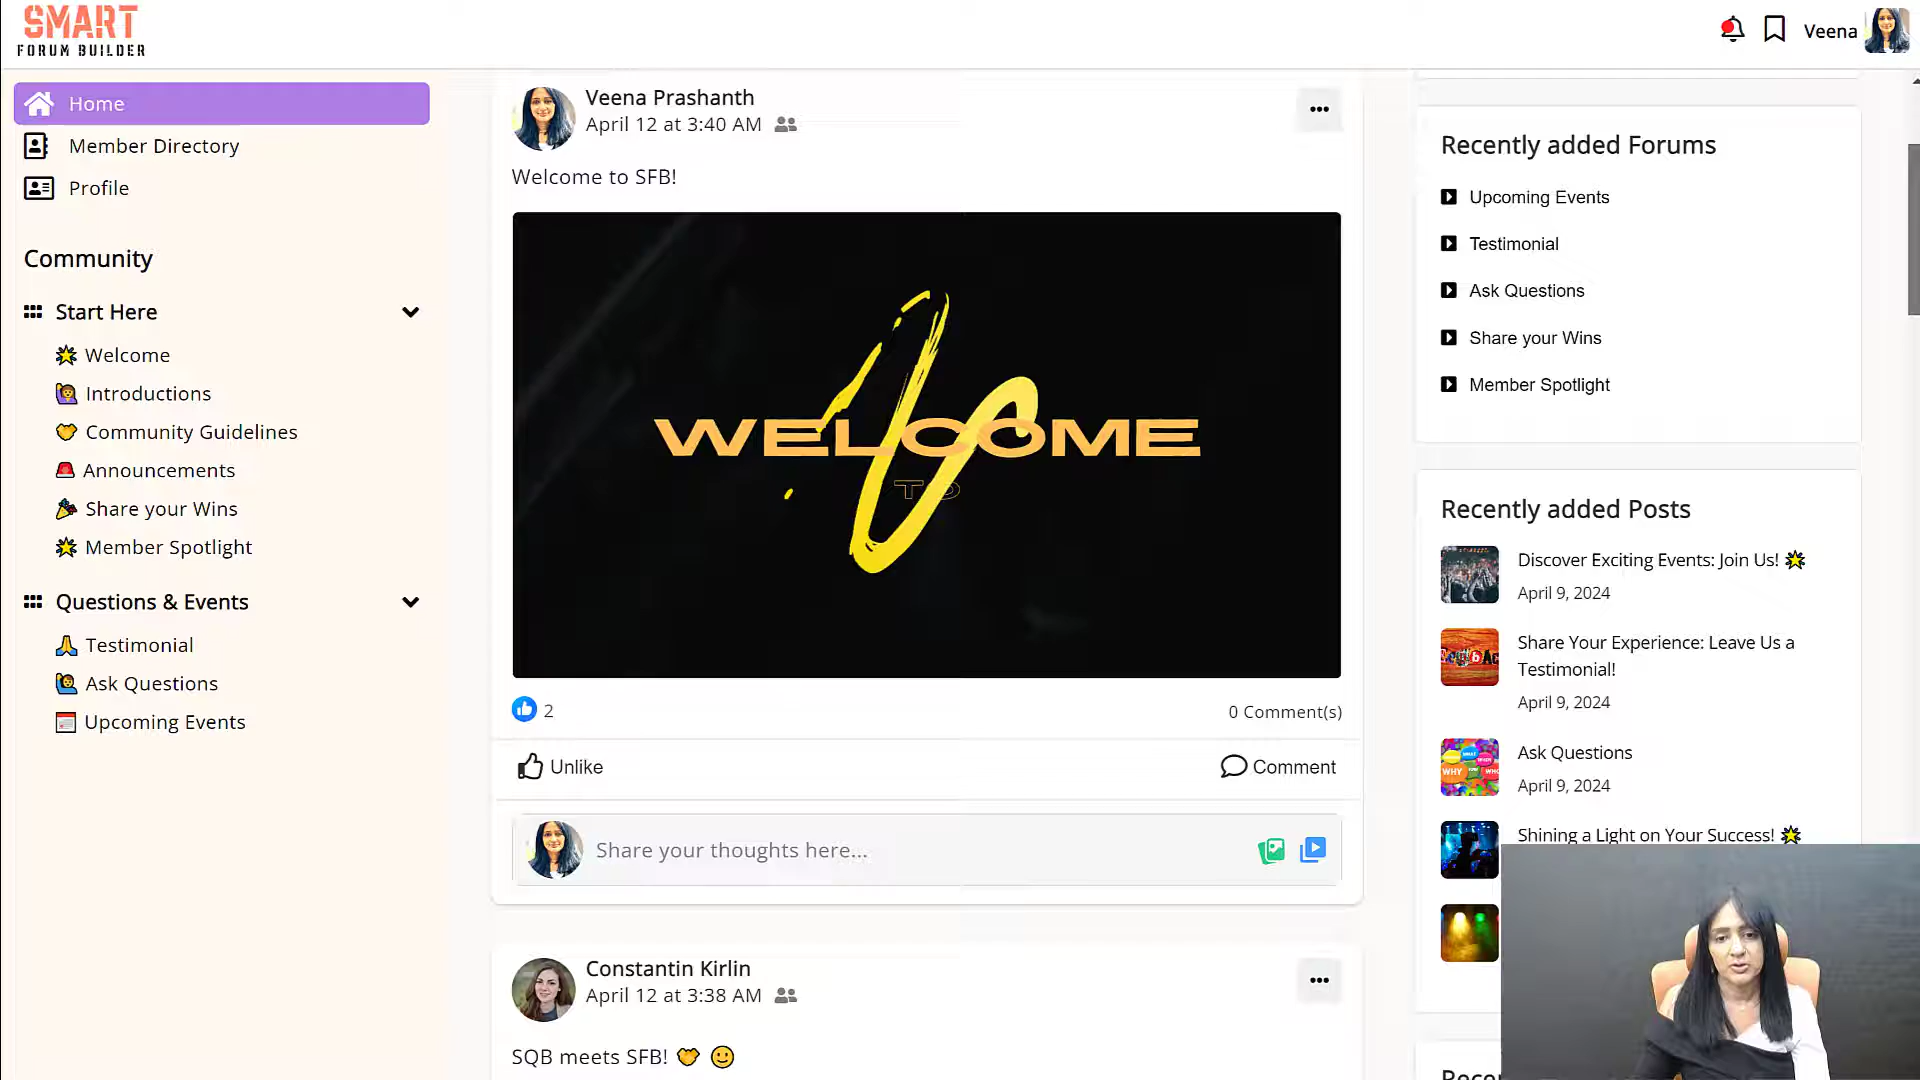 SMART
FORUM BUILDER
Veena
Home
Member Directory
Profile
Community
Start Here
Welcome
Introductions
Community Guidelines
Announcements
Share your Wins
Member Spotlight
Questions & Events
Testimonial
Ask Questions
Upcoming Events
Veena Prashanth
April 12 at 3:40 AM
Welcome to SFB!
WELCOME
TO
2
0 Comment(s)
Unlike
Comment
Share your thoughts here...
Constantin Kirlin
April 12 at 3:38 AM
SQB meets SFB!
Recently added Forums
Upcoming Events
Testimonial
Ask Questions
Share your Wins
Member Spotlight
Recently added Posts
Discover Exciting Events: Join Us!
April 9, 2024
Share Your Experience: Leave Us a
Testimonial!
April 9, 2024
Ask Questions
April 9, 2024
Shining a Light on Your Success!